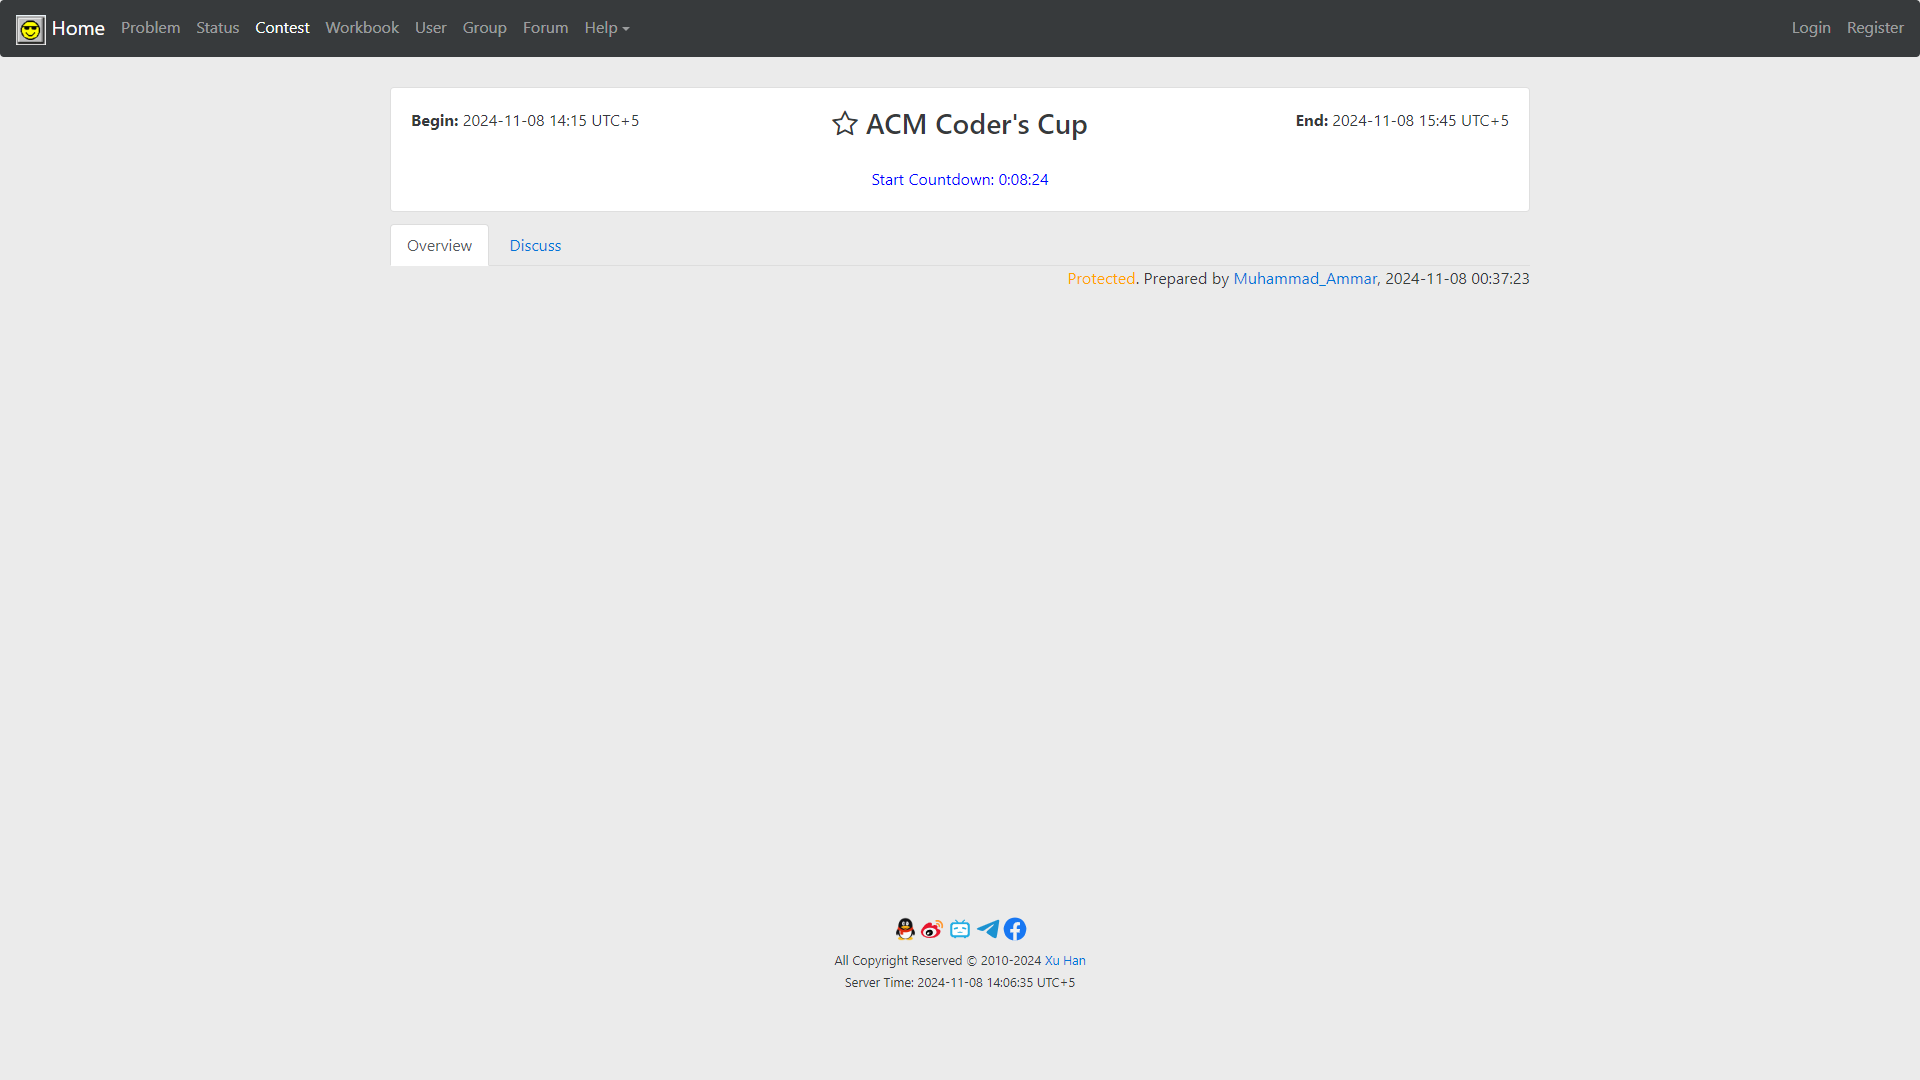 Home Problem Status Contest Workbook User Group Forum Help Login Register
Begin: 2024-11-08 14:15 UTC+5
ACM Coder's Cup
End: 2024-11-08 15:45 UTC+5
Start Countdown: 0:08:24
Overview Discuss
Protected. Prepared by Muhammad_Ammar, 2024-11-08 00:37:23
All Copyright Reserved © 2010-2024 Xu Han
Server Time: 2024-11-08 14:06:35 UTC+5